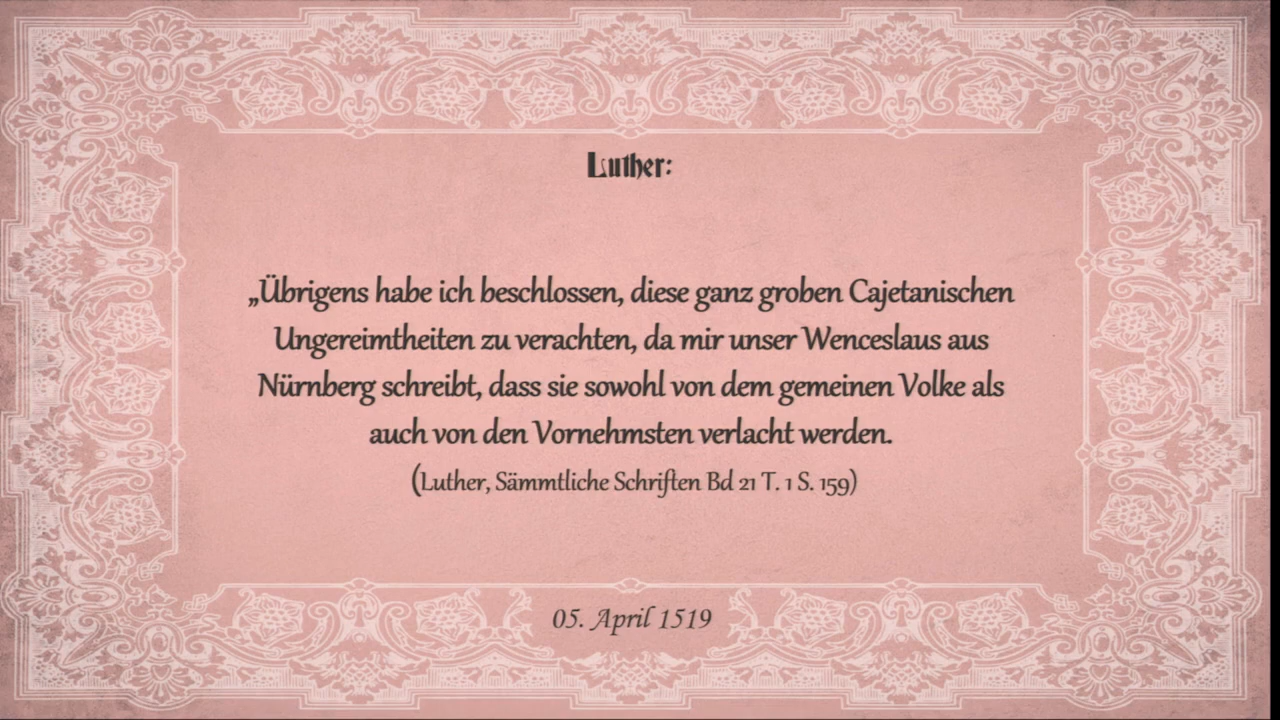 Luther:
„Übrigens habe ich beschlossen, diese ganz groben Cajetanischen
Ungereimtheiten zu verachten, da mir unser Wenceslaus aus
Nürnberg schreibt, dass sie sowohl von dem gemeinen Volke als
auch von den Vornehmsten verlacht werden.
(Luther, Sämmtliche Schriften Bd 21 T. 1 S. 159)
05. April 1519